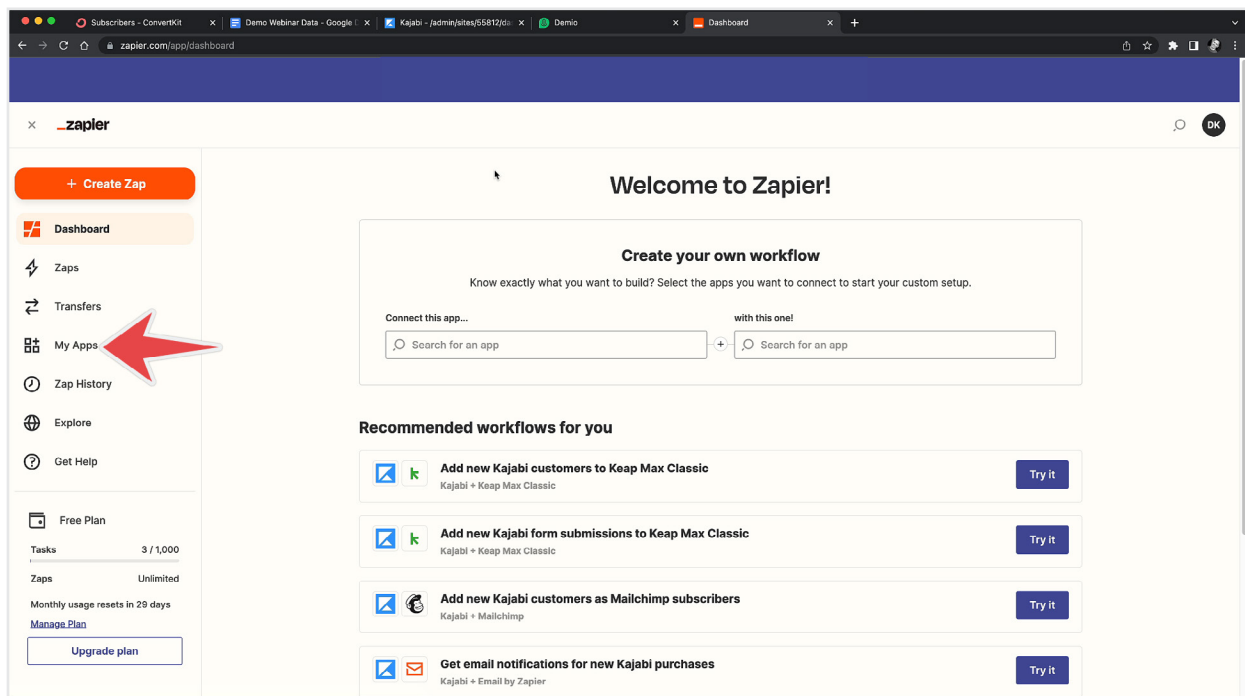 Subscribers - ConvertKit
Demo Webinar Data - Google D
Kajabi - /admin/sites/55812/da
Demio
Dashboard
zapier.com/app/dashboard
_zapier
DK
+ Create Zap
Dashboard
Zaps
Transfers
My Apps
Zap History
Explore
Get Help
Free Plan
Tasks 3 / 1,000
Zaps Unlimited
Monthly usage resets in 29 days
Manage Plan
Upgrade plan
Welcome to Zapier!
Create your own workflow
Know exactly what you want to build? Select the apps you want to connect to start your custom setup.
Connect this app...
Search for an app
+
with this one!
Search for an app
Recommended workflows for you
Add new Kajabi customers to Keap Max Classic
Kajabi + Keap Max Classic
Try it
Add new Kajabi form submissions to Keap Max Classic
Kajabi + Keap Max Classic
Try it
Add new Kajabi customers as Mailchimp subscribers
Kajabi + Mailchimp
Try it
Get email notifications for new Kajabi purchases
Kajabi + Email by Zapier
Try it